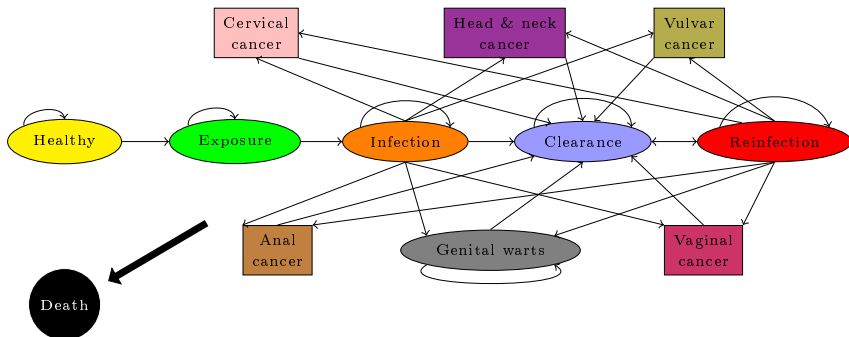 Cervical
cancer
Head & neck
cancer
Vulvar
cancer
Healthy
Exposure
Infection
Clearance
Reinfection
Anal
cancer
Genital warts
Vaginal
cancer
Death